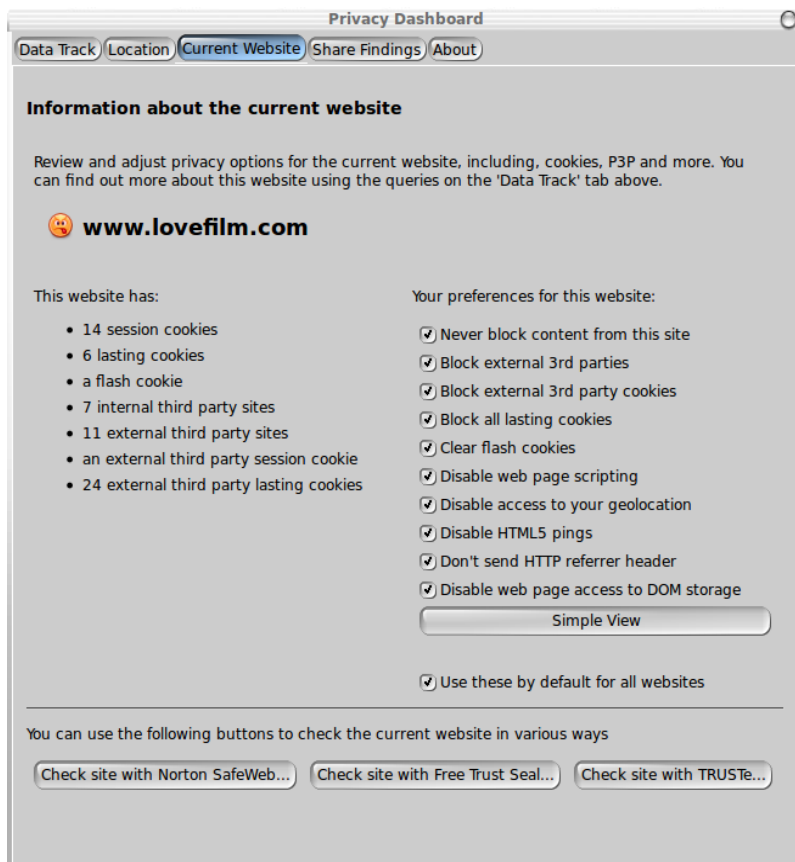 Privacy Dashboard
Data Track Location Current Website Share Findings About
Information about the current website
Review and adjust privacy options for the current website, including, cookies, P3P and more. You
can find out more about this website using the queries on the 'Data Track' tab above.
www.lovefilm.com
This website has:
• 14 session cookies
• 6 lasting cookies
• a flash cookie
• 7 internal third party sites
• 11 external third party sites
• an external third party session cookie
• 24 external third party lasting cookies
Your preferences for this website:
Never block content from this site
Block external 3rd parties
Block external 3rd party cookies
Block all lasting cookies
Clear flash cookies
Disable web page scripting
Disable access to your geolocation
Disable HTML5 pings
Don't send HTTP referrer header
Disable web page access to DOM storage
Simple View
Use these by default for all websites
You can use the following buttons to check the current website in various ways
Check site with Norton SafeWeb... Check site with Free Trust Seal... Check site with TRUSTe...